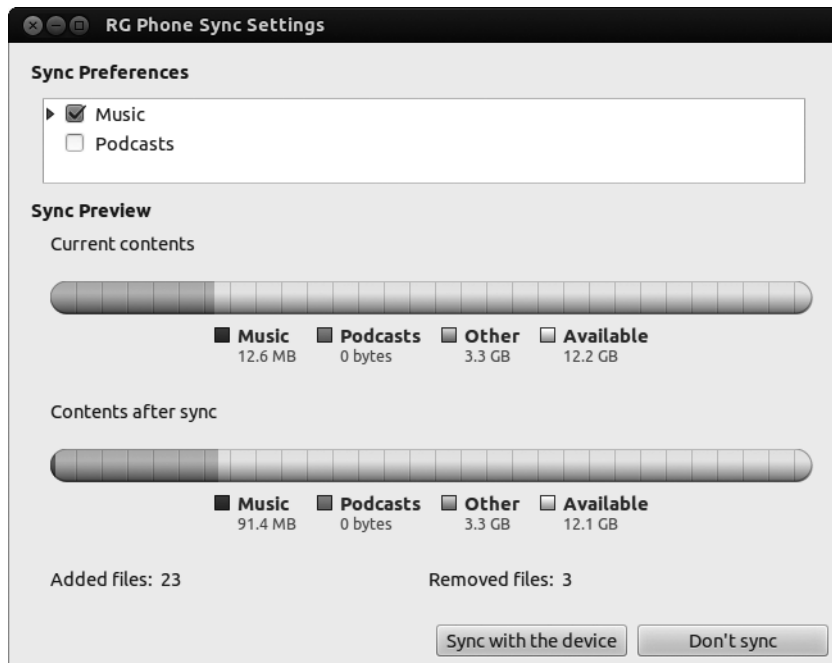 RG Phone Sync Settings
Sync Preferences
Music
Podcasts
Sync Preview
Current contents
Music Podcasts Other Available
12.6 MB 0 bytes 3.3 GB 12.2 GB
Contents after sync
Music Podcasts Other Available
91.4 MB 0 bytes 3.3 GB 12.1 GB
Added files: 23 Removed files: 3
Sync with the device Don't sync